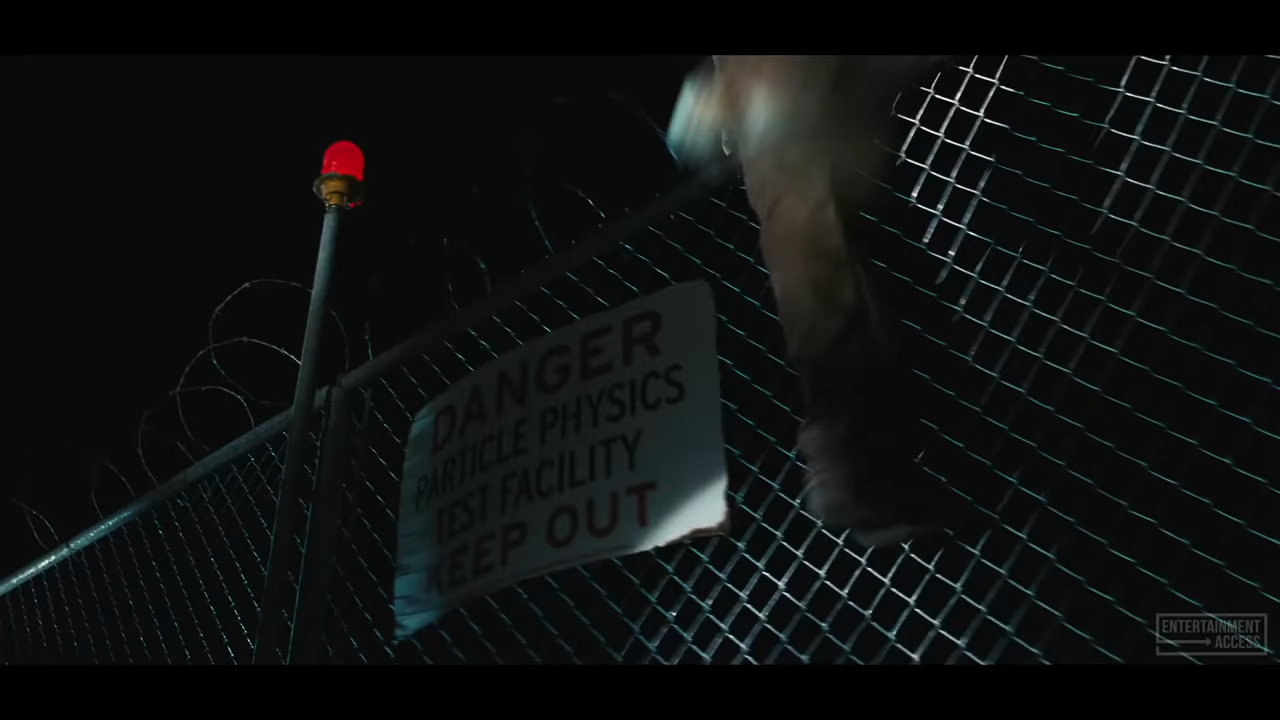 DANGER
PARTICLE PHYSICS
TEST FACILITY
KEEP OUT
ENTERTAINMENT
ACCESS